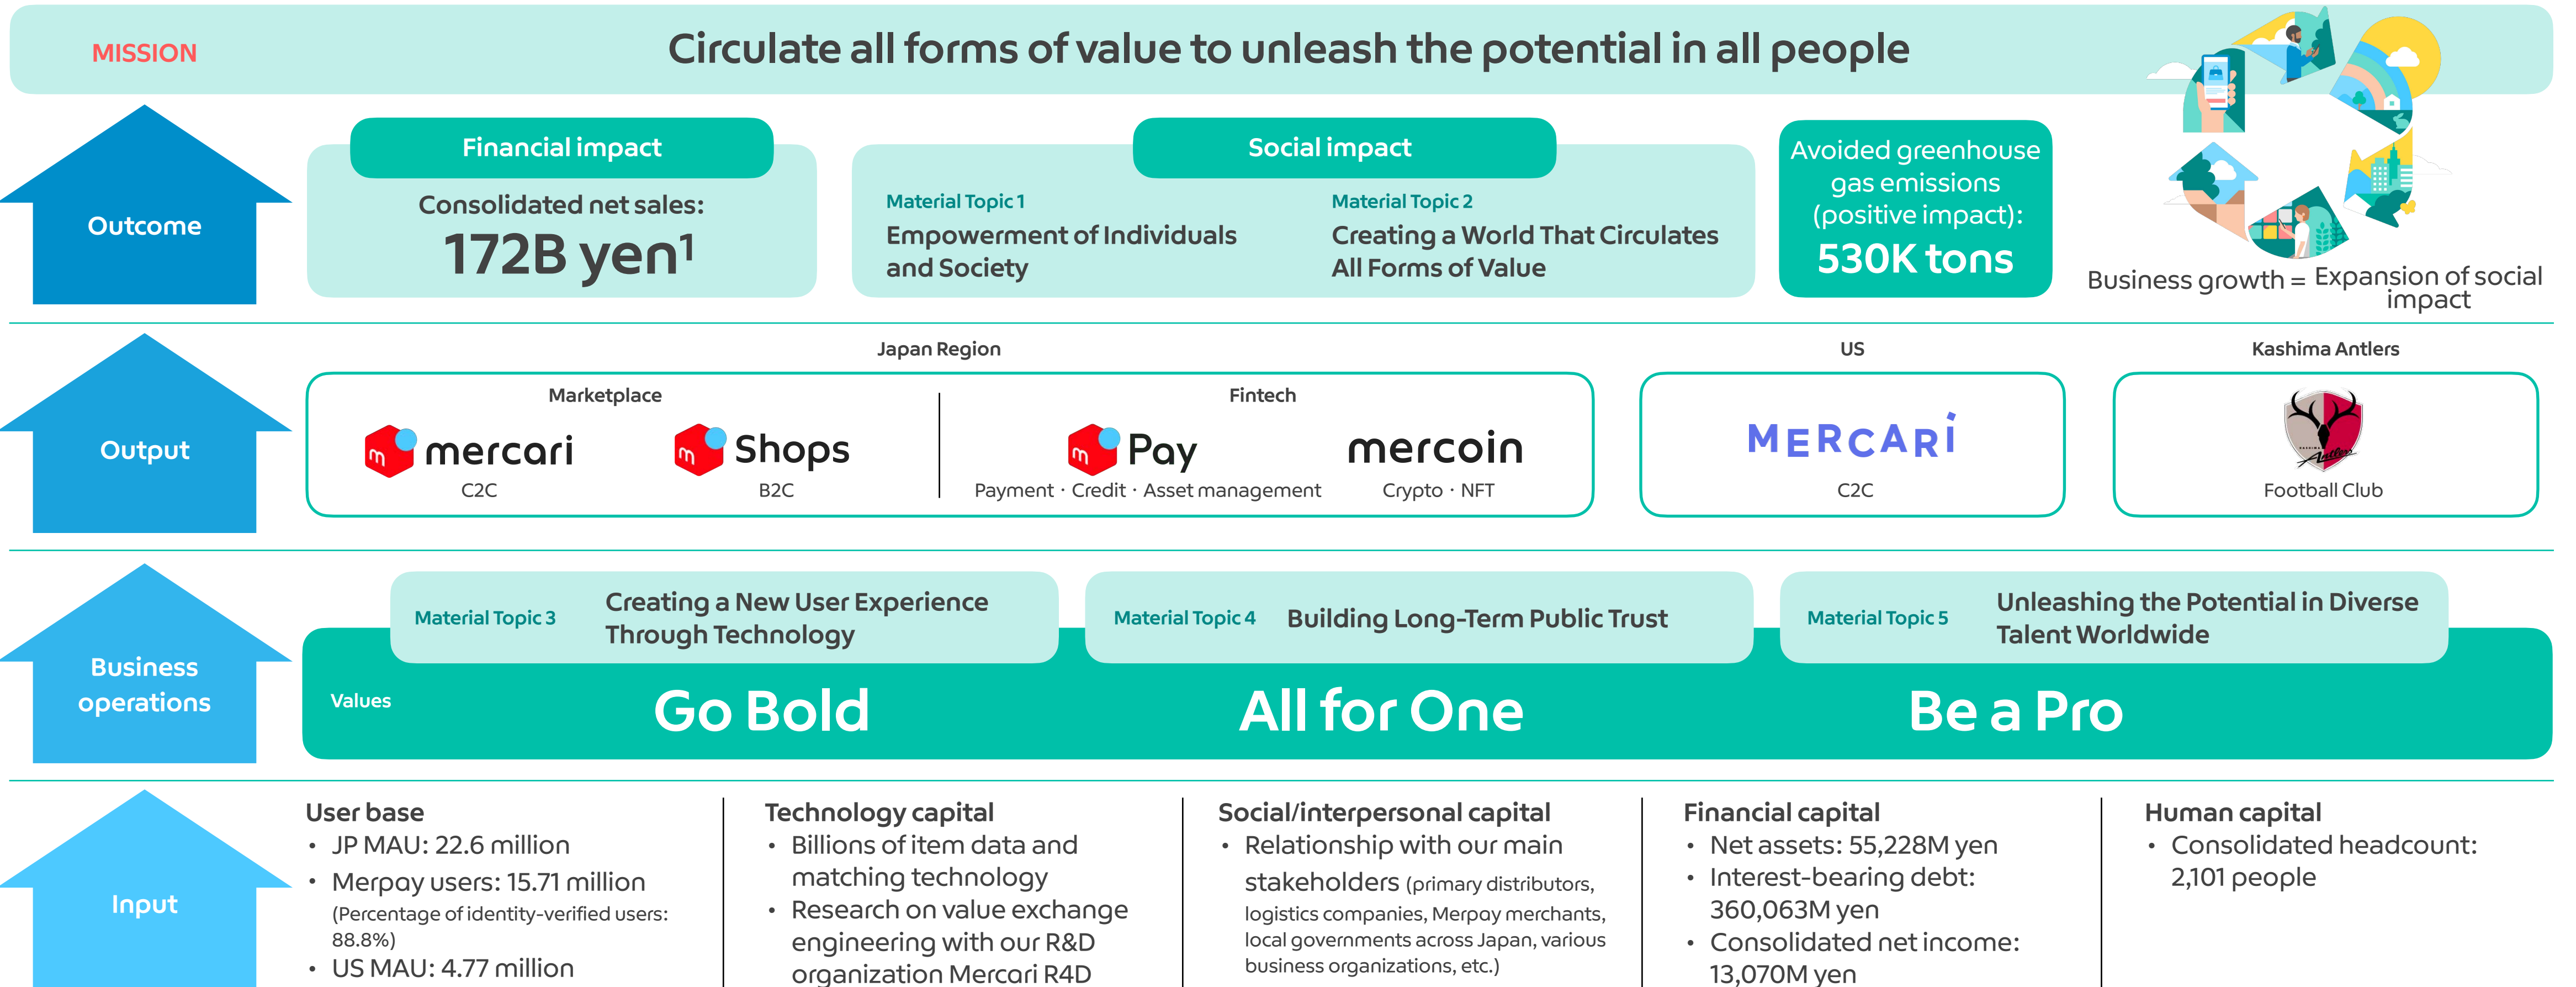 MISSION
Circulate all forms of value to unleash the potential in all people
Outcome
Financial impact
Consolidated net sales:
172B yen¹
Social impact
Material Topic 1
Empowerment of Individuals
and Society
Material Topic 2
Creating a World That Circulates
All Forms of Value
Avoided greenhouse
gas emissions
(positive impact):
530K tons
Business growth = Expansion of social
impact
Output
Japan Region
Marketplace
m mercari
C2C
m Shops
B2C
Fintech
m Pay
Payment · Credit · Asset management
mercoin
Crypto · NFT
US
MERCARI
C2C
Kashima Antlers
Antlers
Football Club
Business
operations
Material Topic 3
Creating a New User Experience
Through Technology
Material Topic 4
Building Long-Term Public Trust
Material Topic 5
Unleashing the Potential in Diverse
Talent Worldwide
Values
Go Bold
All for One
Be a Pro
Input
User base
• JP MAU: 22.6 million
• Merpay users: 15.71 million
(Percentage of identity-verified users:
88.8%)
• US MAU: 4.77 million
Technology capital
• Billions of item data and
matching technology
• Research on value exchange
engineering with our R&D
organization Mercari R4D
Social/interpersonal capital
• Relationship with our main
stakeholders (primary distributors,
logistics companies, Merpay merchants,
local governments across Japan, various
business organizations, etc.)
Financial capital
• Net assets: 55,228M yen
• Interest-bearing debt:
360,063M yen
• Consolidated net income:
13,070M yen
Human capital
• Consolidated headcount:
2,101 people